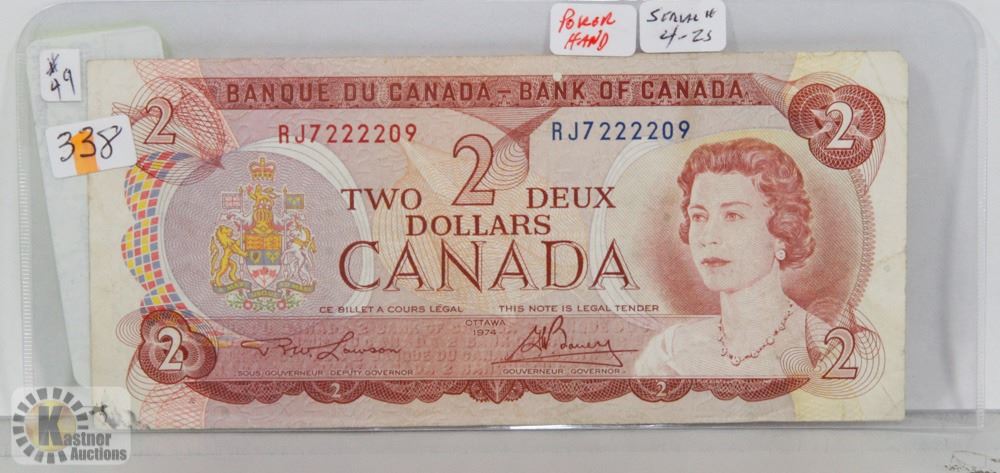 POKER HAND
SERIAL #
4-2s
#49
338
BANQUE DU CANADA – BANK OF CANADA
2
2
RJ7222209
RJ7222209
2
TWO DEUX
DOLLARS
CANADA
CE BILLET A COURS LÉGAL THIS NOTE IS LEGAL TENDER
OTTAWA
1974
2
2
SOUS-GOUVERNEUR-DEPUTY GOVERNOR
GOUVERNEUR-GOVERNOR
2
2
Kastner
Auctions